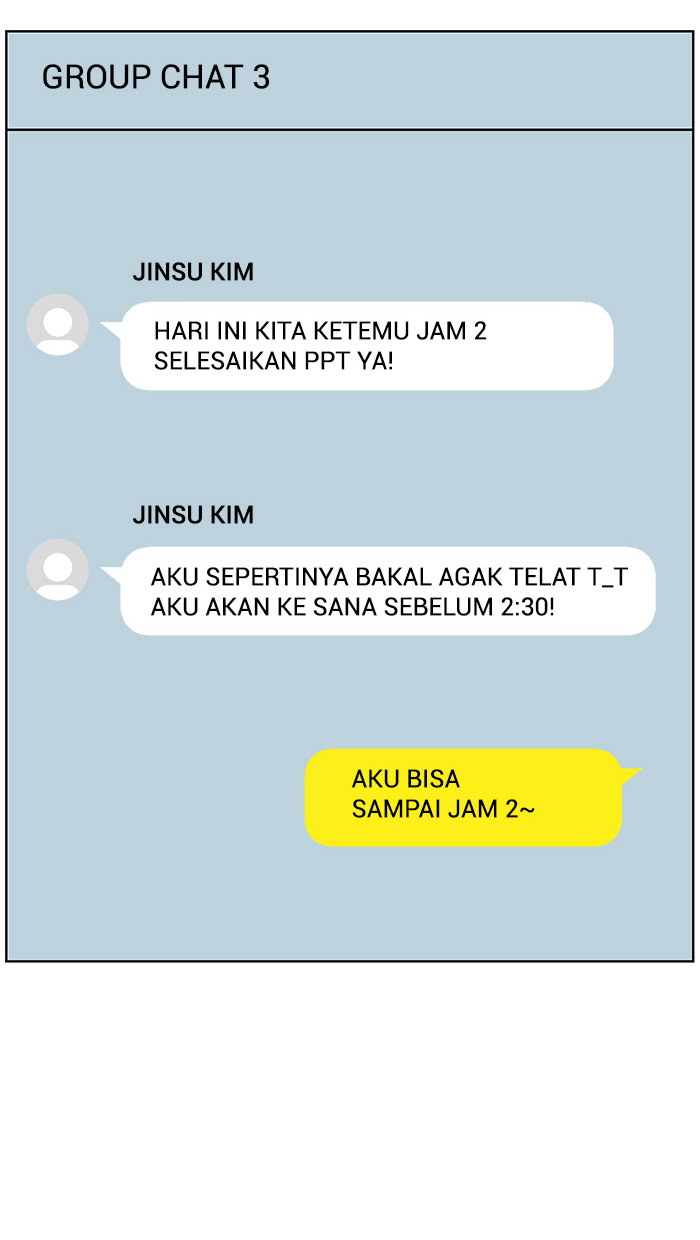 GROUP CHAT 3
JINSU KIM
HARI INI KITA KETEMU JAM 2
SELESAIKAN PPT YA!
JINSU KIM
AKU SEPERTINYA BAKAL AGAK TELAT T_T
AKU AKAN KE SANA SEBELUM 2:30!
AKU BISA
SAMPAI JAM 2~